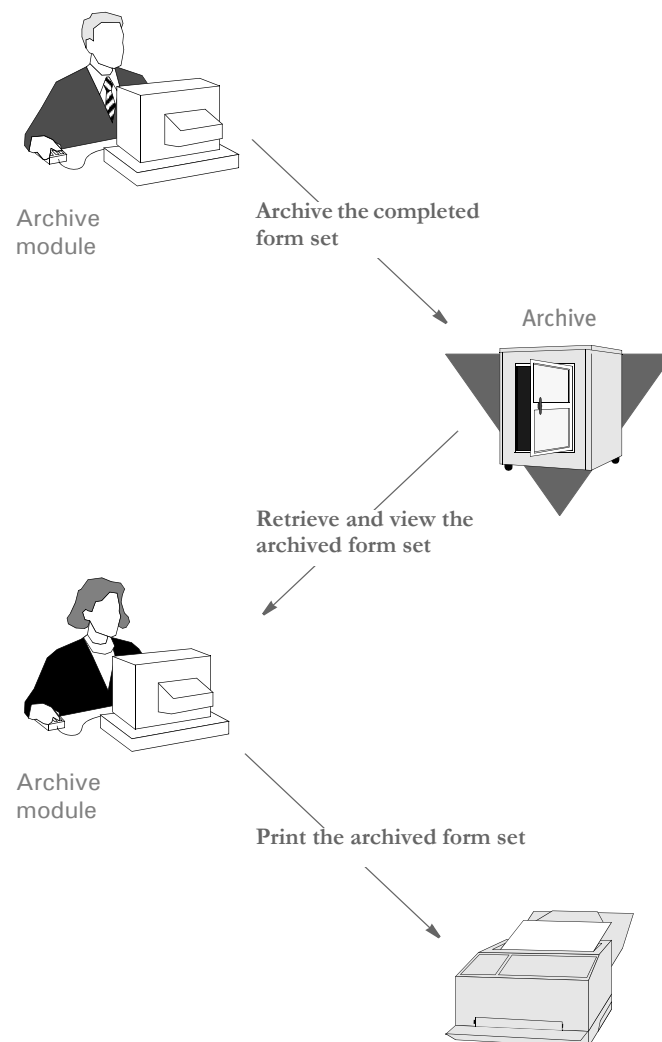 Archive
module
Archive the completed
form set
Archive
Retrieve and view the
archived form set
Archive
module
Print the archived form set